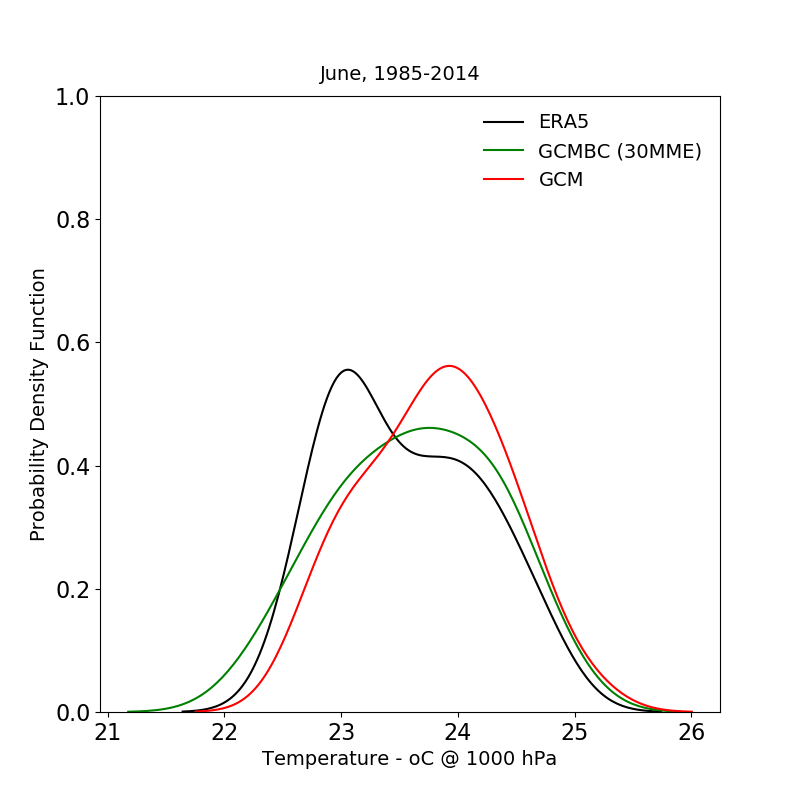 June, 1985-2014
1.0
0.8
0.6
0.4
0.2
0.0
Probability Density Function
ERA5
GCMBC (30MME)
GCM
21 22 23 24 25 26
Temperature - oC @ 1000 hPa